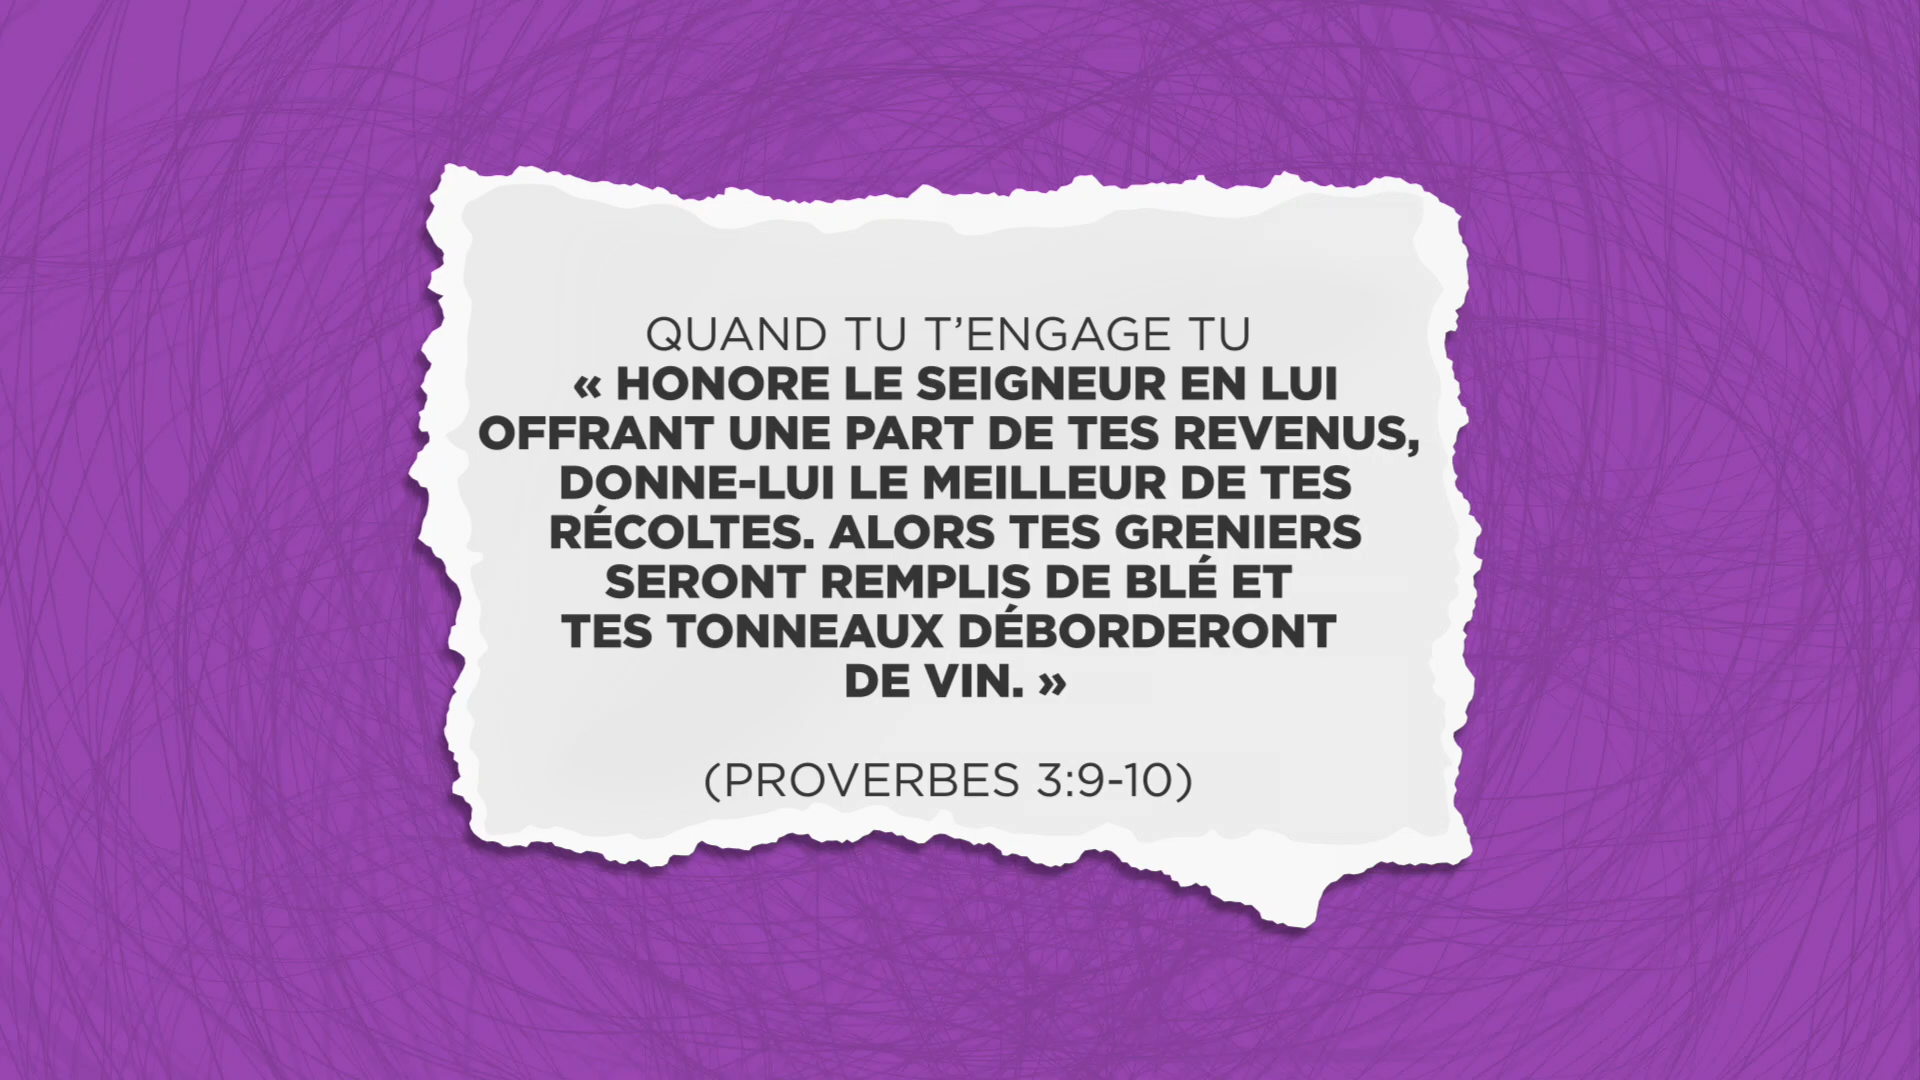 QUAND TU T’ENGAGE TU
« HONORE LE SEIGNEUR EN LUI
OFFRANT UNE PART DE TES REVENUS,
DONNE-LUI LE MEILLEUR DE TES
RÉCOLTES. ALORS TES GRENIERS
SERONT REMPLIS DE BLÉ ET
TES TONNEAUX DÉBORDERONT
DE VIN. »
(PROVERBES 3:9-10)